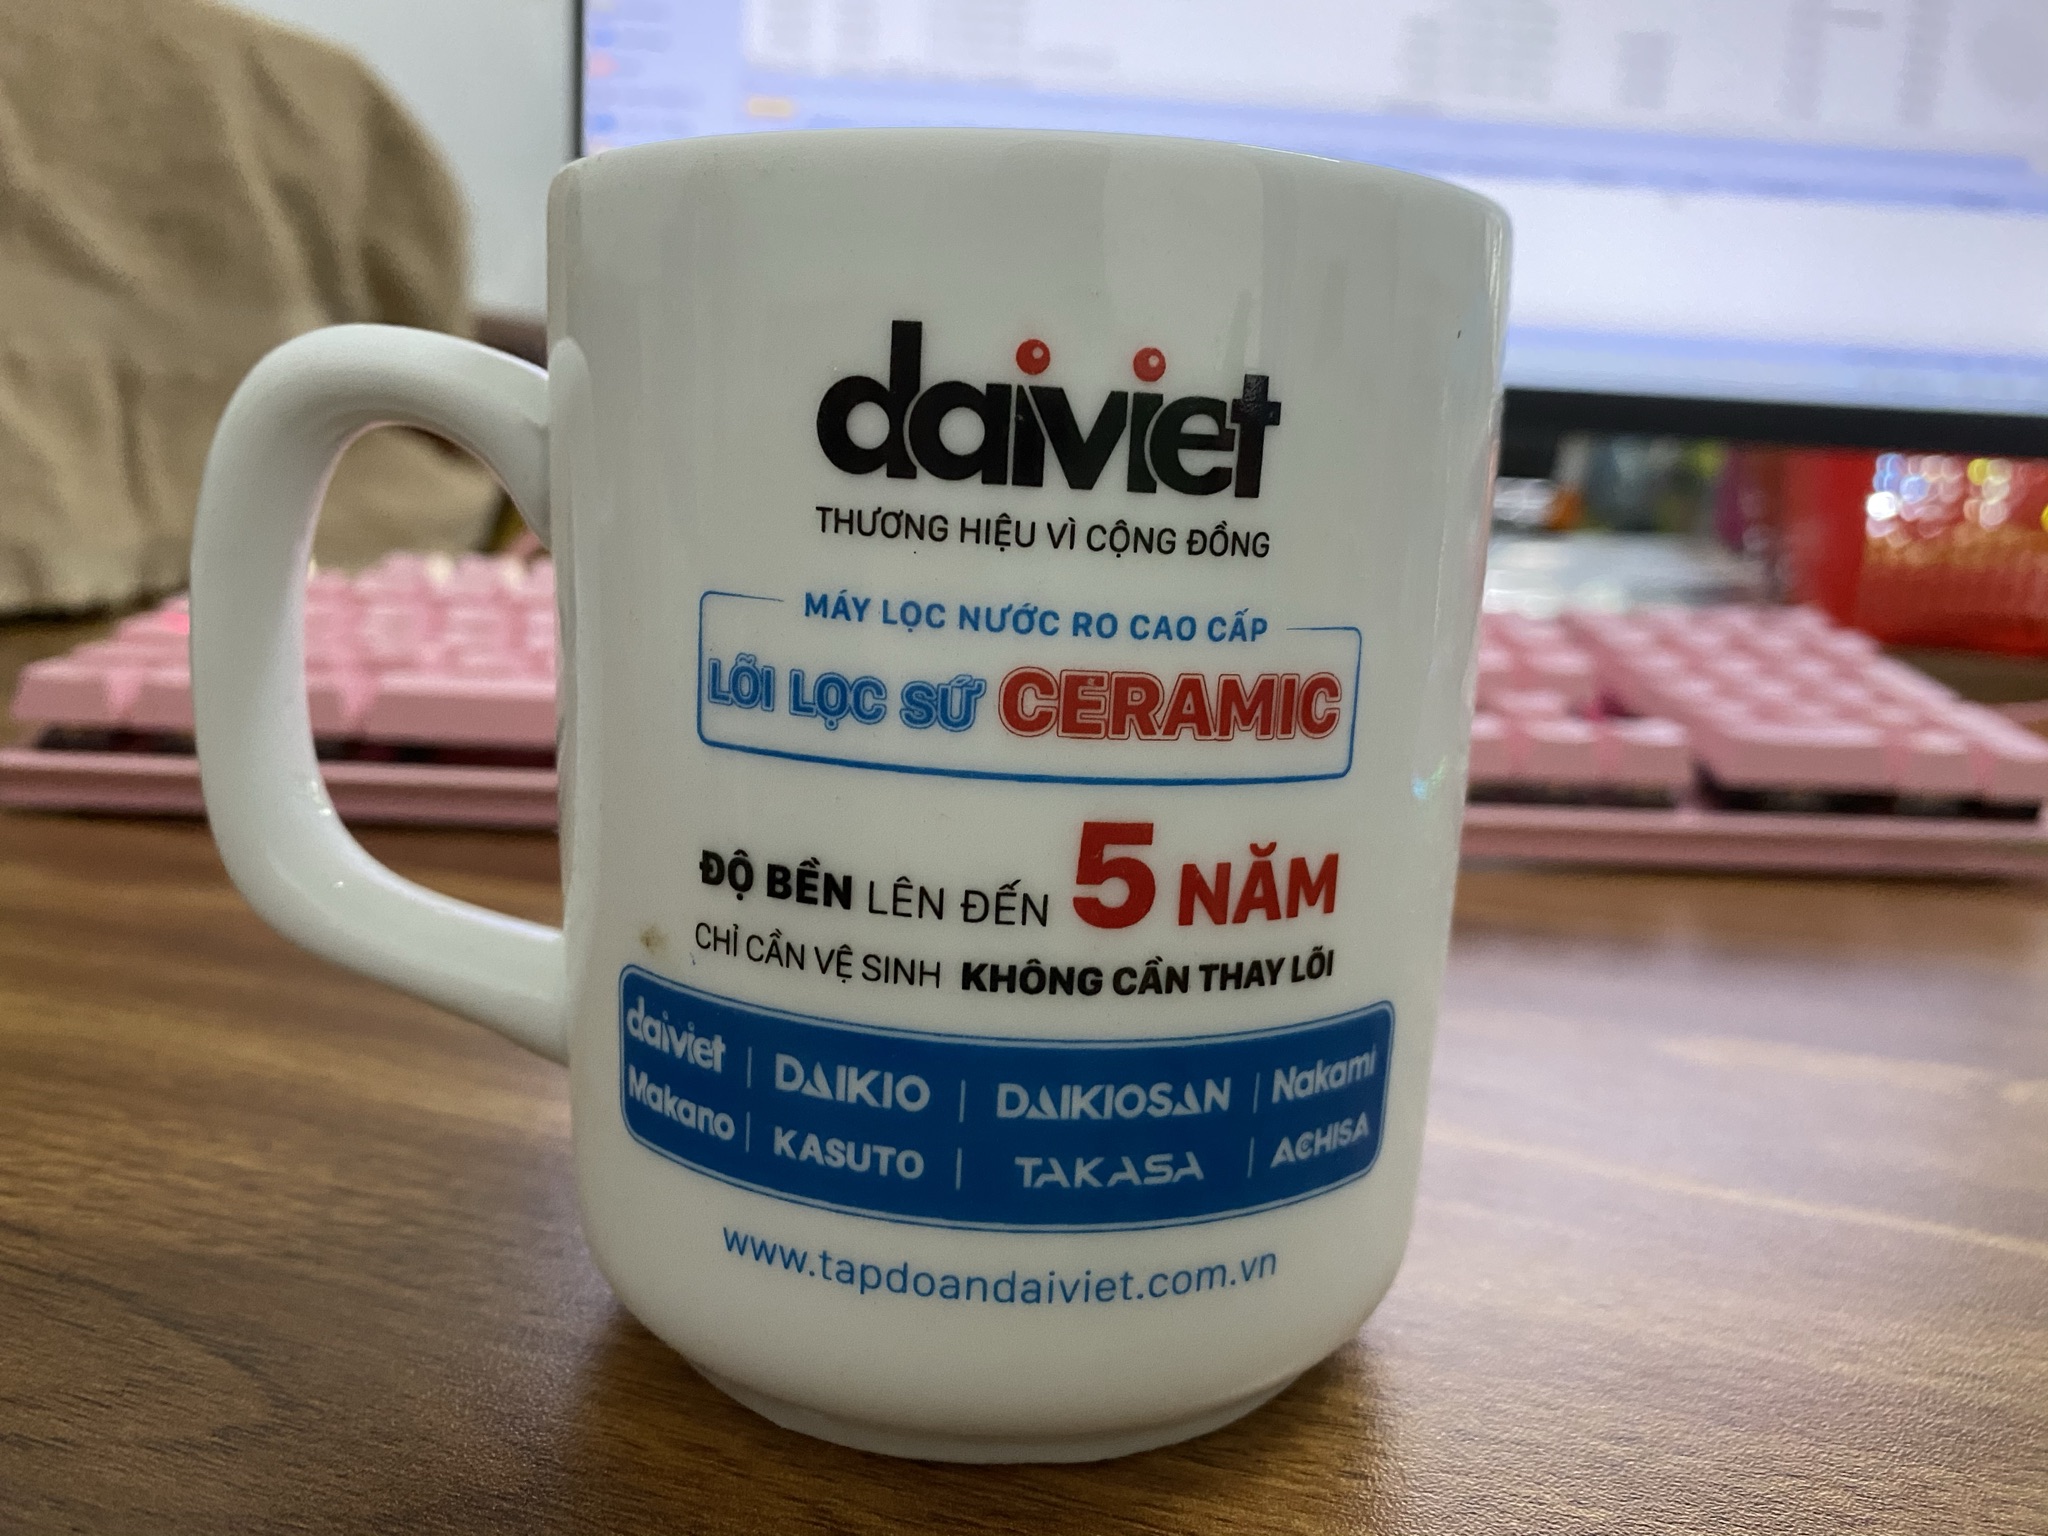 daiviet
THƯƠNG HIỆU VÌ CỘNG ĐỒNG
MÁY LỌC NƯỚC RO CAO CẤP
LÕI LỌC SỨ CERAMIC
ĐỘ BỀN LÊN ĐẾN 5 NĂM
CHỈ CẦN VỆ SINH KHÔNG CẦN THAY LÕI
daiviet | DAIKIO | DAIKIOSAN | Nakami
Makano | KASUTO | TAKASA | ACHISA
www.tapdoandaiviet.com.vn